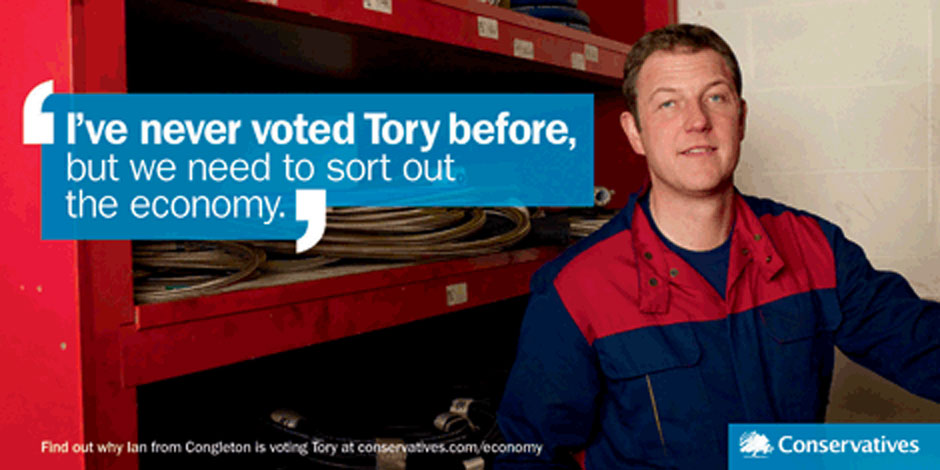 ‘I’ve never voted Tory before,
but we need to sort out
the economy.’
Find out why Ian from Congleton is voting Tory at conservatives.com/economy
Conservatives